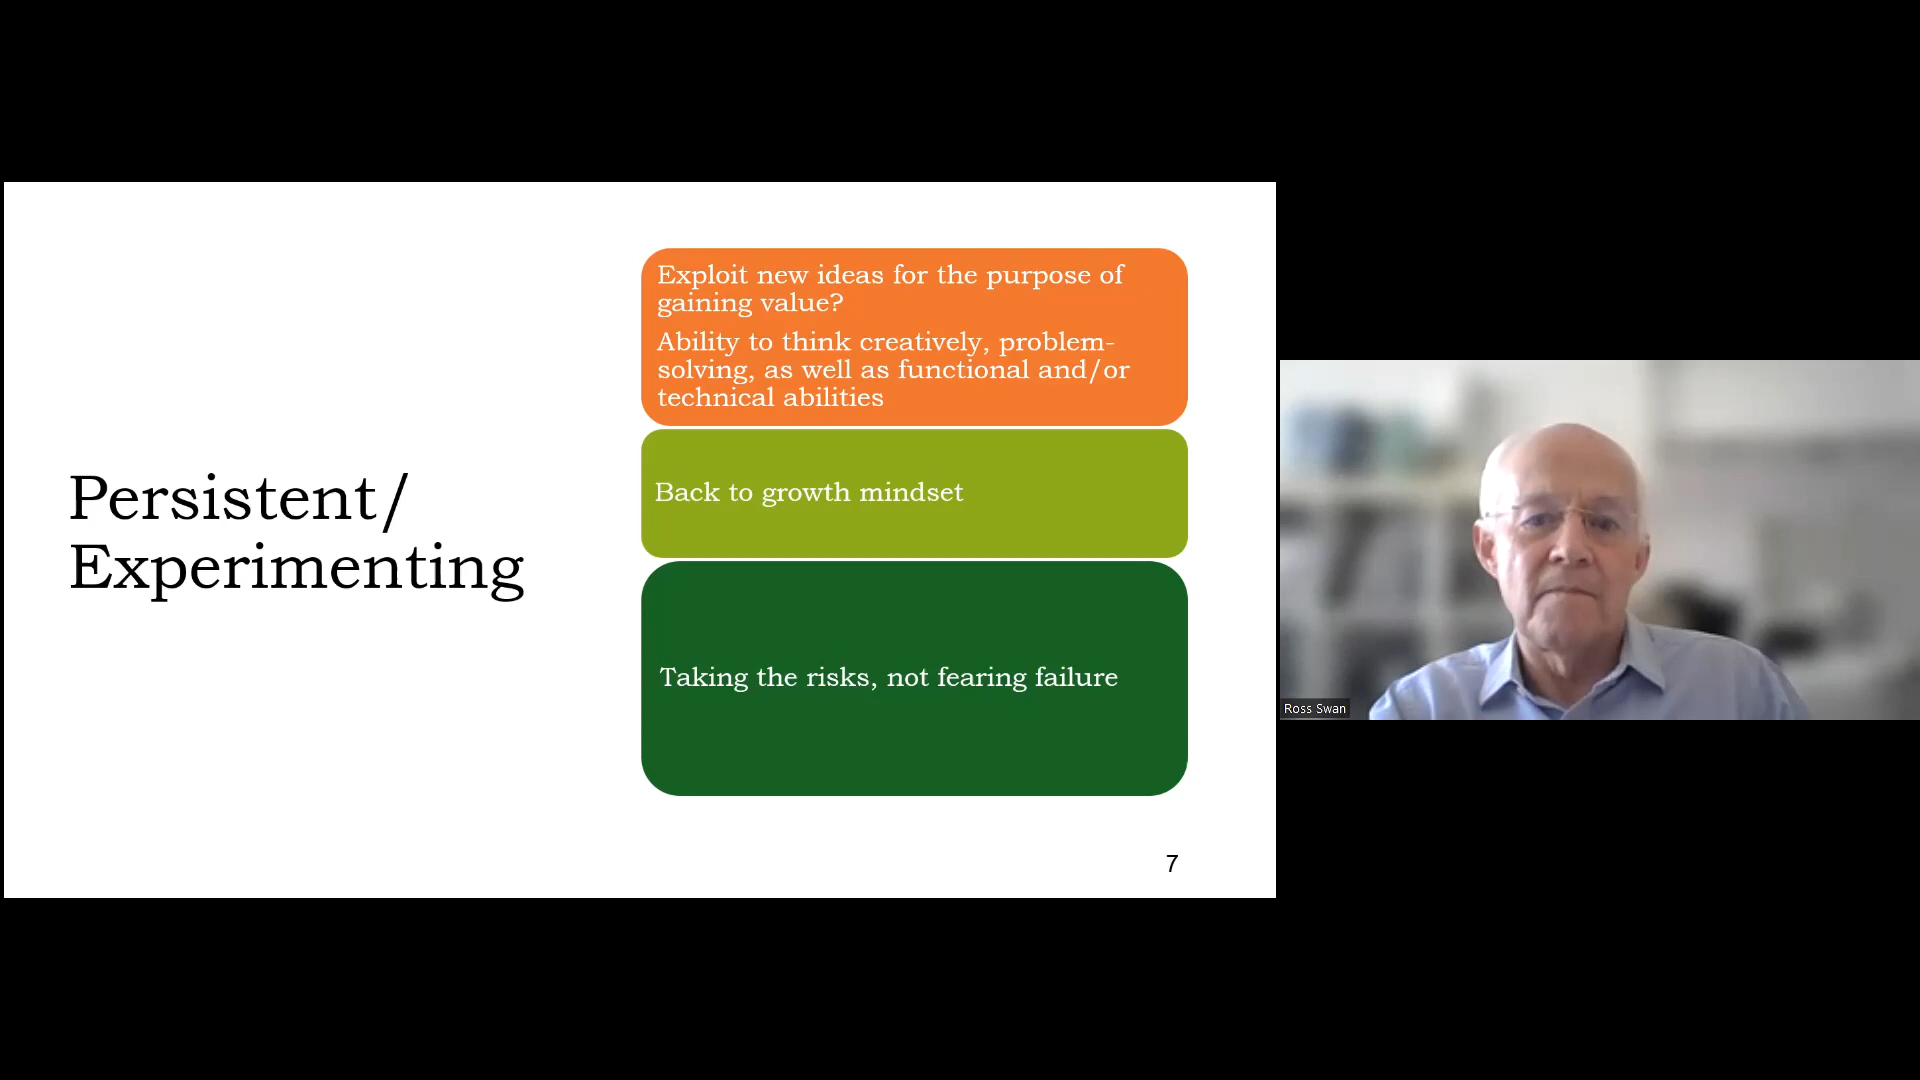 Persistent/
Experimenting
Exploit new ideas for the purpose of
gaining value?
Ability to think creatively, problem-
solving, as well as functional and/or
technical abilities
Back to growth mindset
Taking the risks, not fearing failure
7
Ross Swan